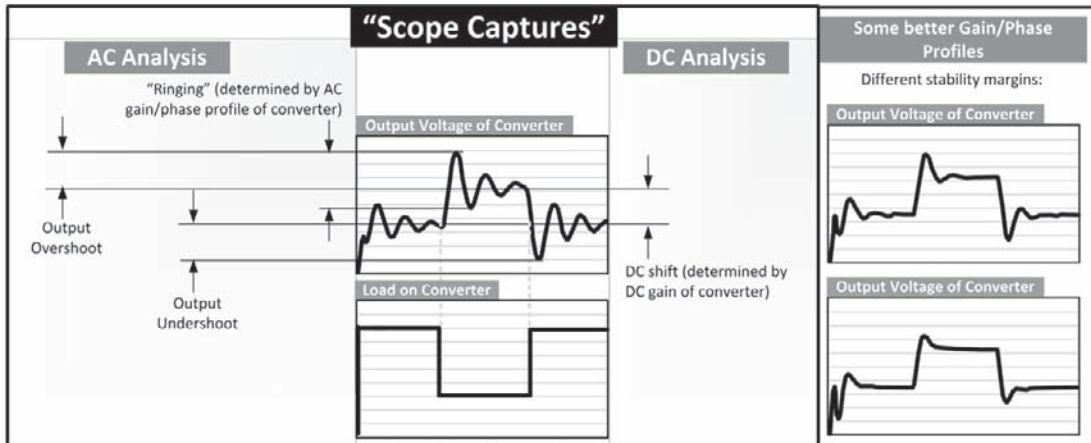 "Scope Captures"
AC Analysis
DC Analysis
"Ringing" (determined by AC
gain/phase profile of converter)
Output Voltage of Converter
Output
Overshoot
Output
Undershoot
DC shift (determined by
DC gain of converter)
Load on Converter
Some better Gain/Phase
Profiles
Different stability margins:
Output Voltage of Converter
Output Voltage of Converter